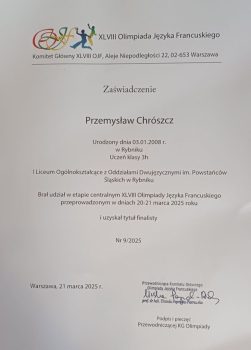 OJF
XLVIII Olimpiada Języka Francuskiego
Komitet Główny XLVIII OJF, Aleje Niepodległości 22, 02-653 Warszawa
Zaświadczenie
Przemysław Chrószcz
Urodzony dnia 03.01.2008 r.
w Rybniku
Uczeń klasy 3h
I Liceum Ogólnokształcące z Oddziałami Dwujęzycznymi im. Powstańców
Śląskich w Rybniku
Brał udział w etapie centralnym XLVIII Olimpiady Języka Francuskiego
przeprowadzonym w dniach 20-21 marca 2025 roku
i uzyskał tytuł finalisty
Nr 9/2025
Warszawa, 21 marca 2025 r.
Przewodnicząca Komitetu Głównego
Olimpiady Języka Francuskiego
Podpis i pieczęć
Przewodniczącej KG Olimpiady